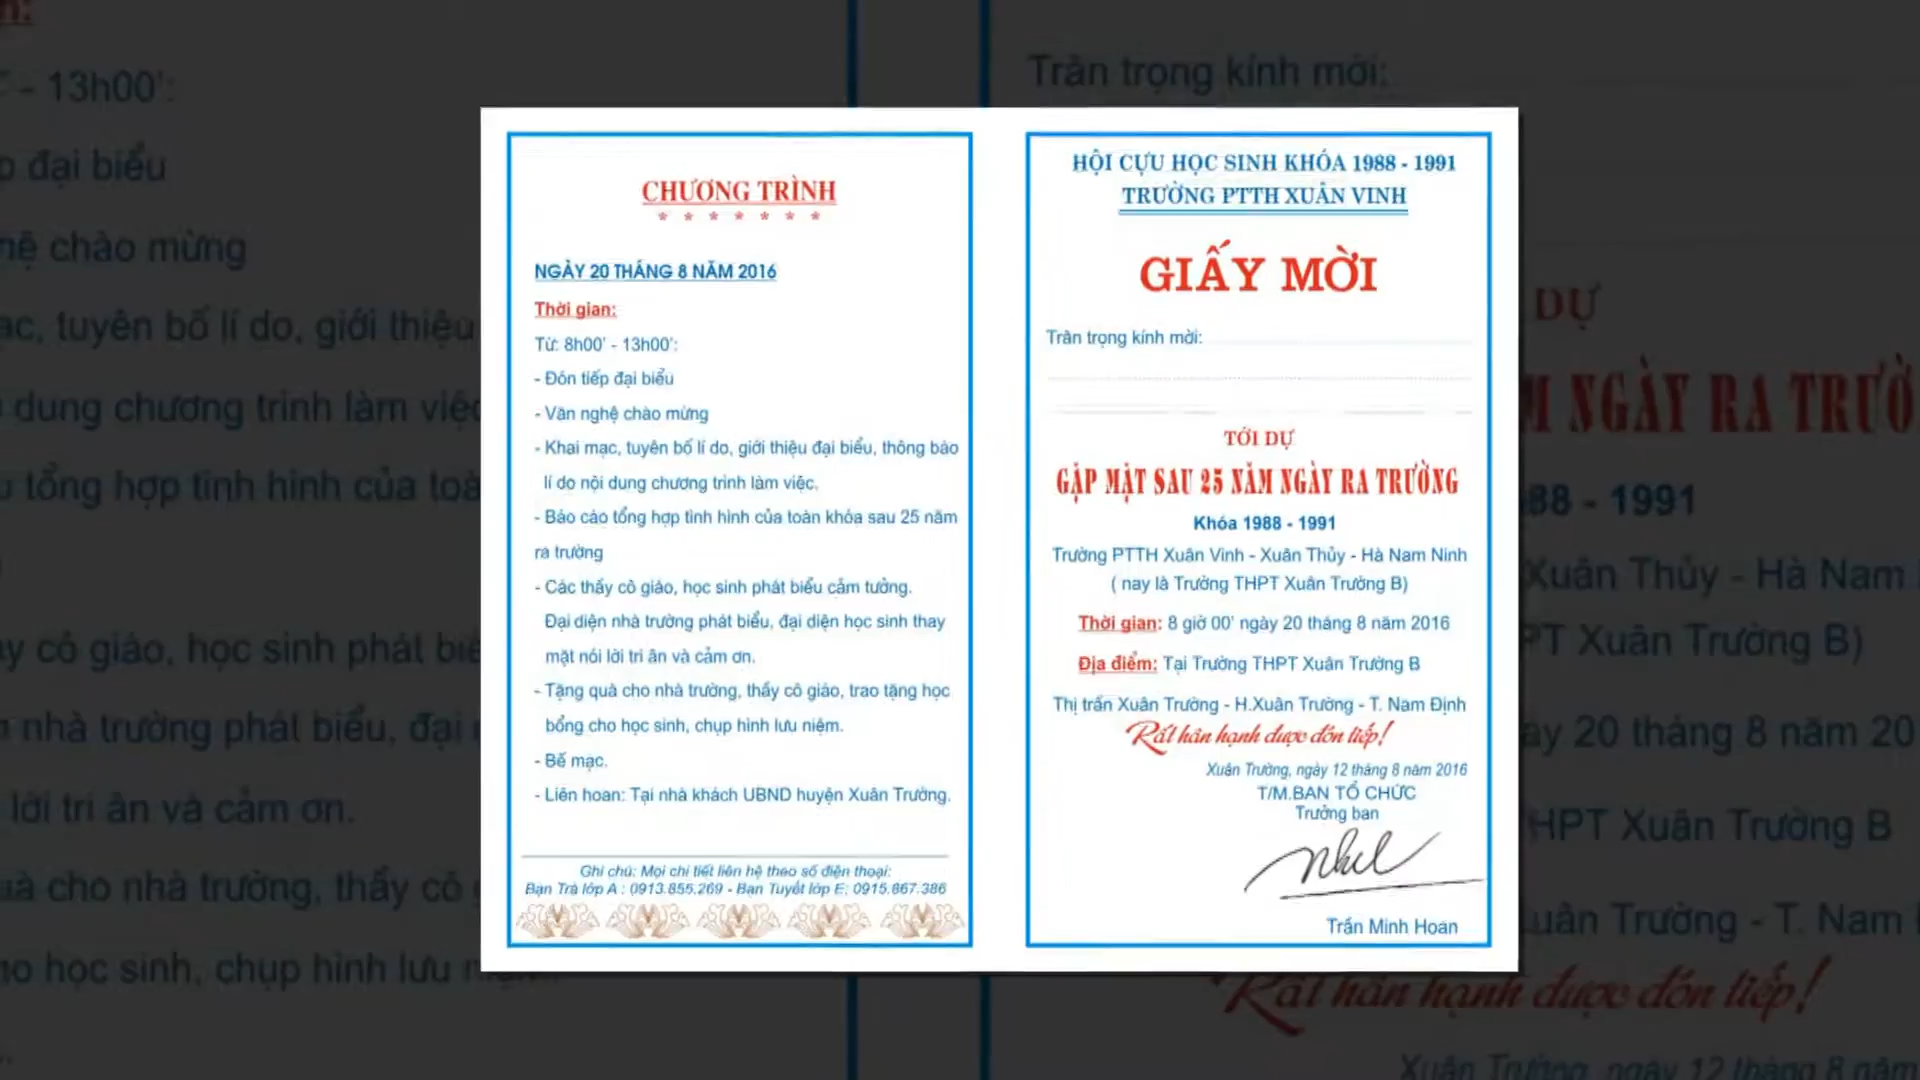 CHƯƠNG TRÌNH
* * * * * * *
NGÀY 20 THÁNG 8 NĂM 2016
Thời gian:
Từ: 8h00' - 13h00':
- Đón tiếp đại biểu
- Văn nghệ chào mừng
- Khai mạc, tuyên bố lí do, giới thiệu đại biểu, thông báo
lí do nội dung chương trình làm việc.
- Báo cáo tổng hợp tình hình của toàn khóa sau 25 năm
ra trường
- Các thầy cô giáo, học sinh phát biểu cảm tưởng.
Đại diện nhà trường phát biểu, đại diện học sinh thay
mặt nói lời tri ân và cảm ơn.
- Tặng quà cho nhà trường, thầy cô giáo, trao tặng học
bổng cho học sinh, chụp hình lưu niệm.
- Bế mạc.
- Liên hoan: Tại nhà khách UBND huyện Xuân Trường.
Ghi chú: Mọi chi tiết liên hệ theo số điện thoại:
Bạn Trà lớp A : 0913.855.269 - Bạn Tuyết lớp E: 0915.867.386
HỘI CỰU HỌC SINH KHÓA 1988 - 1991
TRƯỜNG PTTH XUÂN VINH
GIẤY MỜI
Trân trọng kính mời:
TỚI DỰ
GẶP MẶT SAU 25 NĂM NGÀY RA TRƯỜNG
Khóa 1988 - 1991
Trường PTTH Xuân Vinh - Xuân Thủy - Hà Nam Ninh
( nay là Trường THPT Xuân Trường B)
Thời gian: 8 giờ 00' ngày 20 tháng 8 năm 2016
Địa điểm: Tại Trường THPT Xuân Trường B
Thị trấn Xuân Trường - H.Xuân Trường - T. Nam Định
Rất hân hạnh được đón tiếp!
Xuân Trường, ngày 12 tháng 8 năm 2016
T/M.BAN TỔ CHỨC
Trưởng ban
Trần Minh Hoan